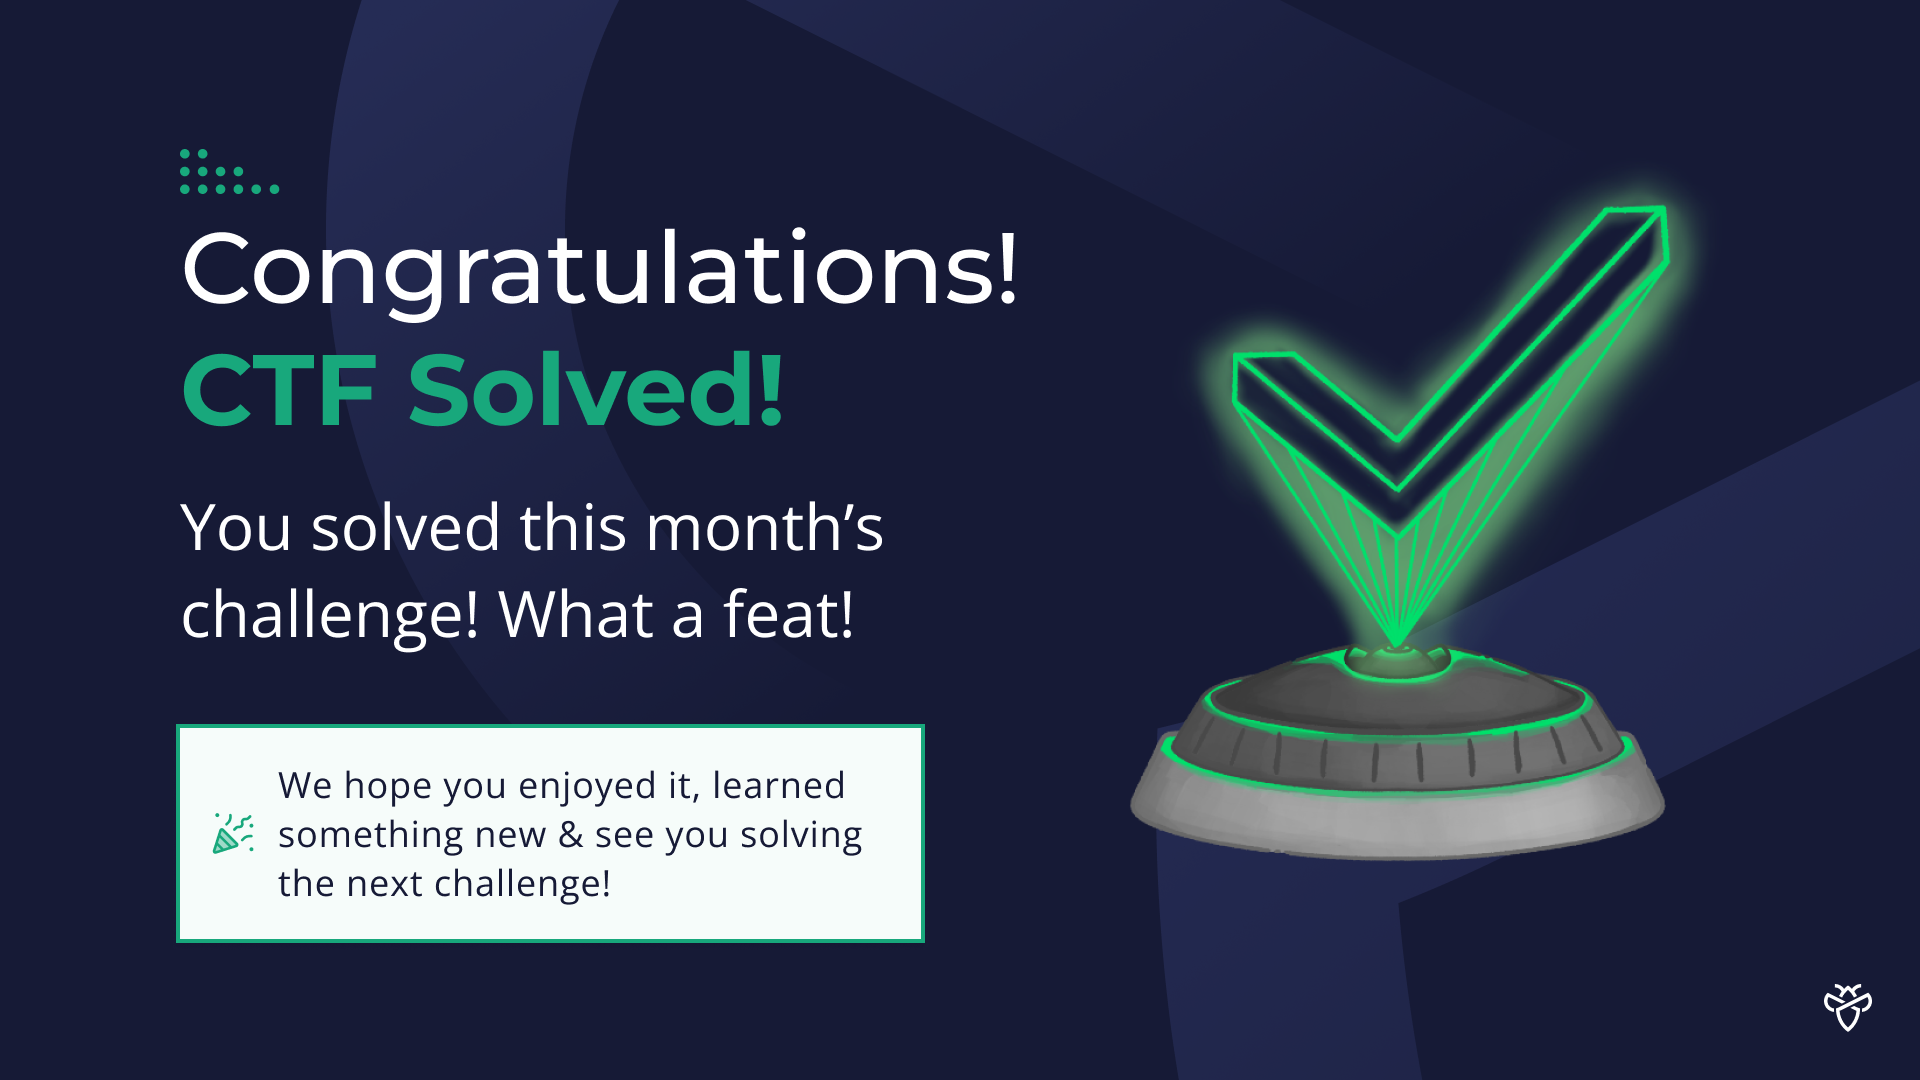 Congratulations!
CTF Solved!
You solved this month’s
challenge! What a feat!
We hope you enjoyed it, learned
something new & see you solving
the next challenge!